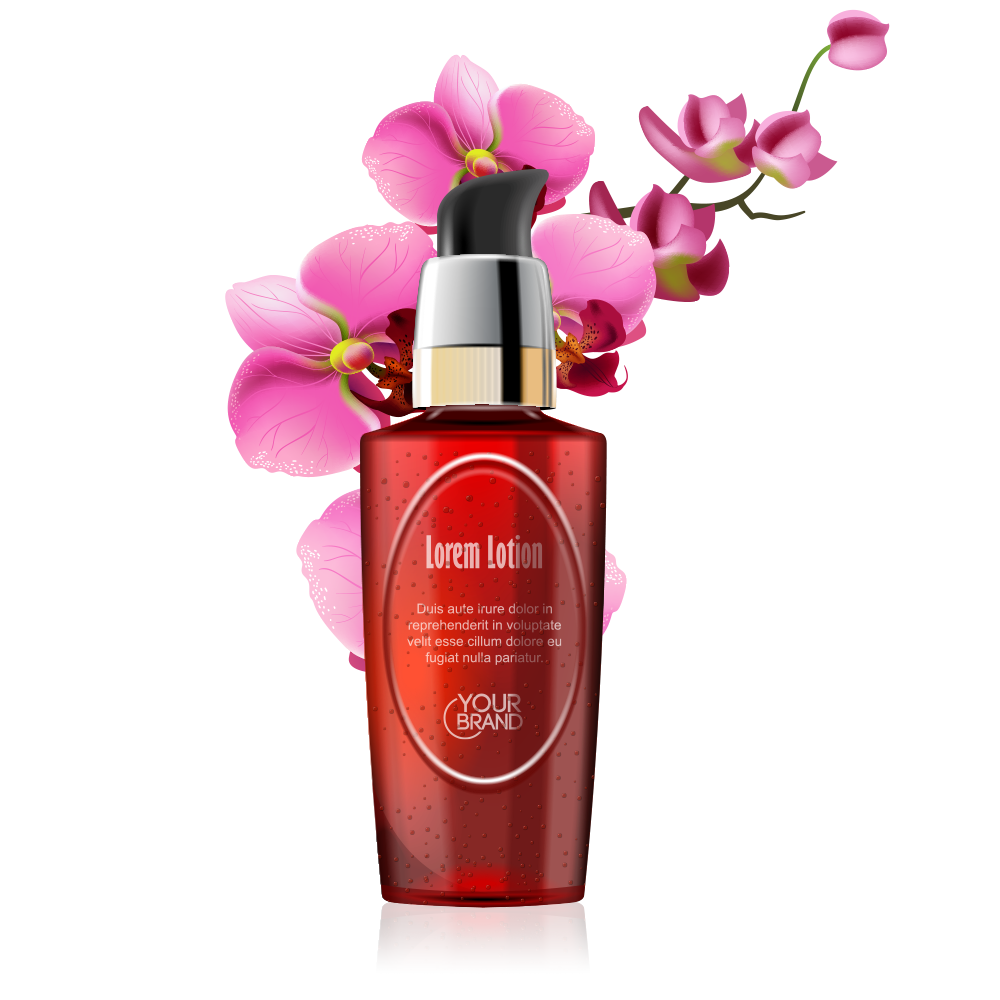 Lorem Lotion
Duis aute irure dolor in
reprehenderit in voluptate
velit esse cillum dolore eu
fugiat nulla pariatur..
YOUR
BRAND